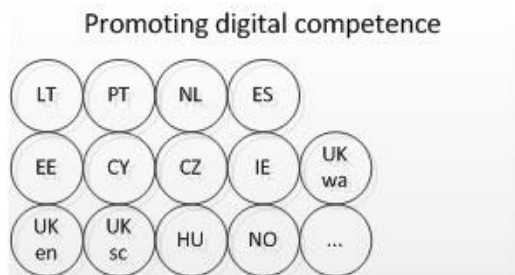 Promoting digital competence
LT PT NL ES
EE CY CZ IE UK wa
UK en UK sc HU NO ...